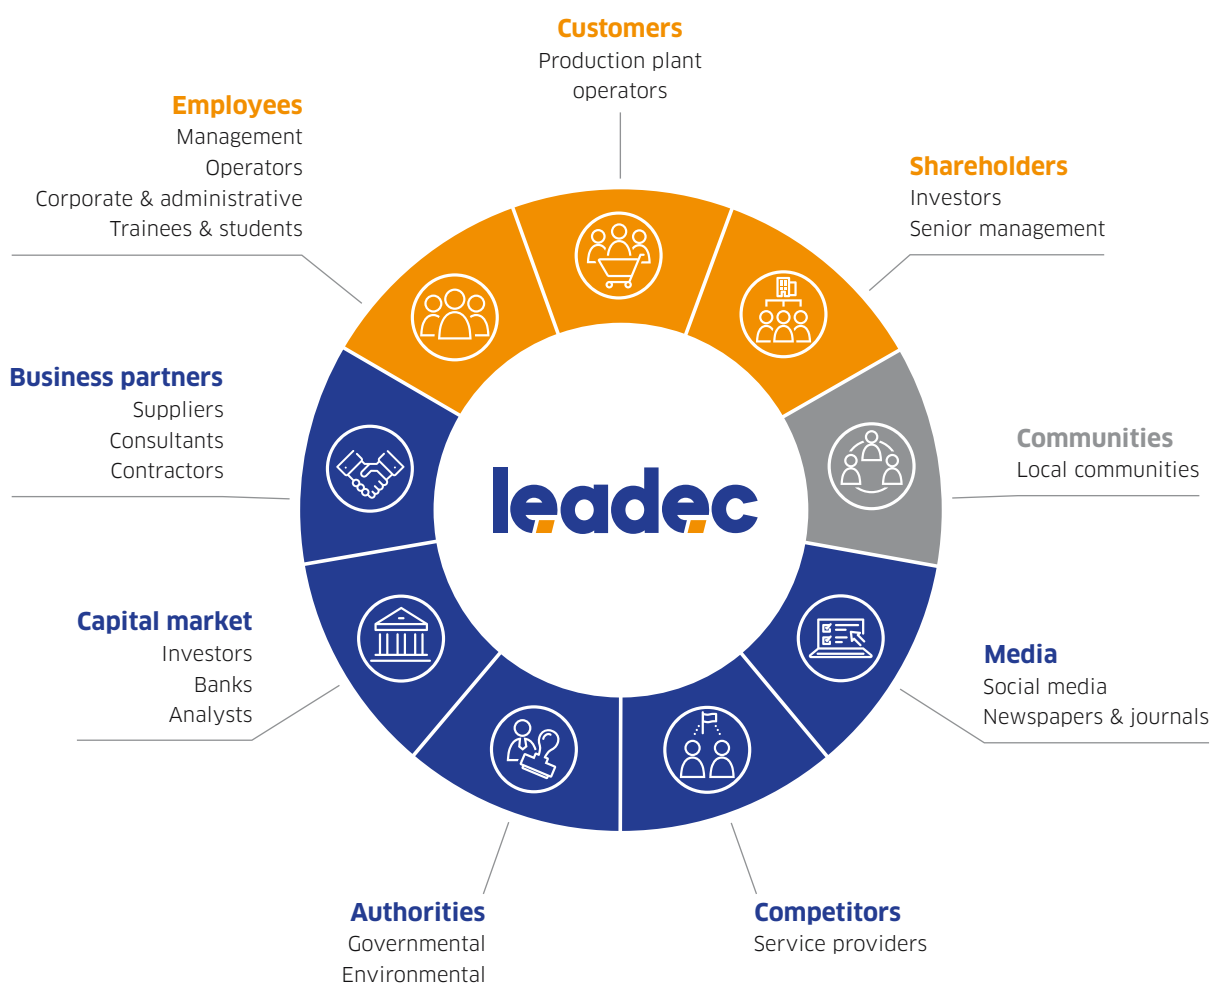 Customers
Production plant
operators
Employees
Management
Operators
Corporate & administrative
Trainees & students
Shareholders
Investors
Senior management
Business partners
Suppliers
Consultants
Contractors
Communities
Local communities
leadec
Capital market
Investors
Banks
Analysts
Media
Social media
Newspapers & journals
Authorities
Governmental
Environmental
Competitors
Service providers